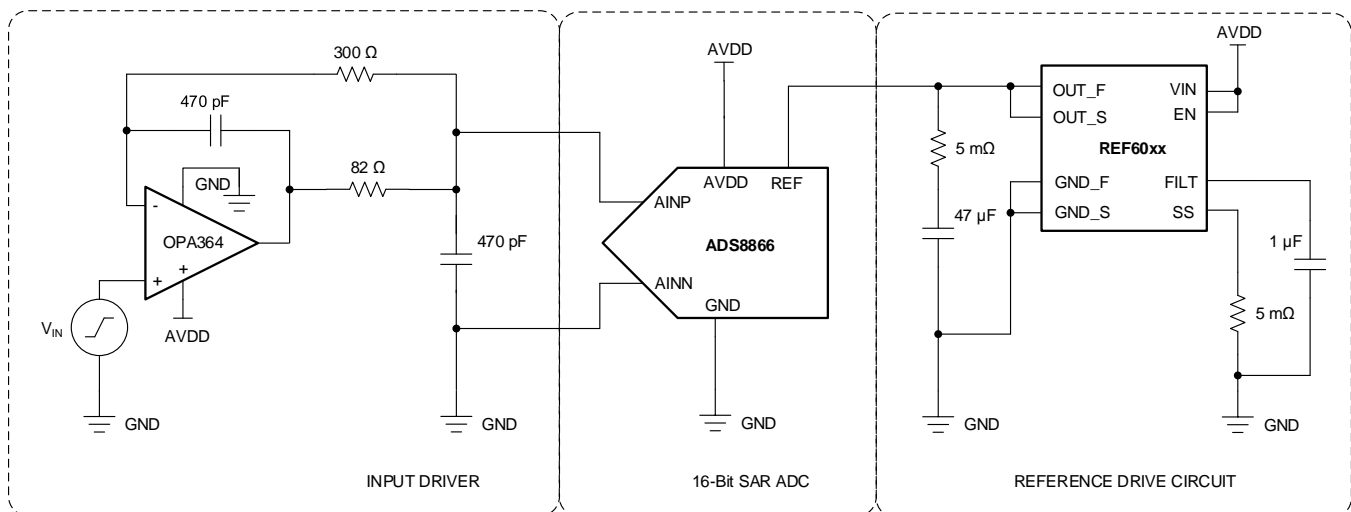 300 Ω
470 pF
GND
82 Ω
-
OPA364
+
+
470 pF
VIN
AVDD
GND
GND
INPUT DRIVER
AVDD
AVDD
REF
AINP
ADS8866
AINN
GND
GND
16-Bit SAR ADC
AVDD
OUT_F
VIN
OUT_S
EN
REF60xx
5 mΩ
GND_F
FILT
GND_S
SS
47 µF
1 µF
5 mΩ
GND
GND
REFERENCE DRIVE CIRCUIT